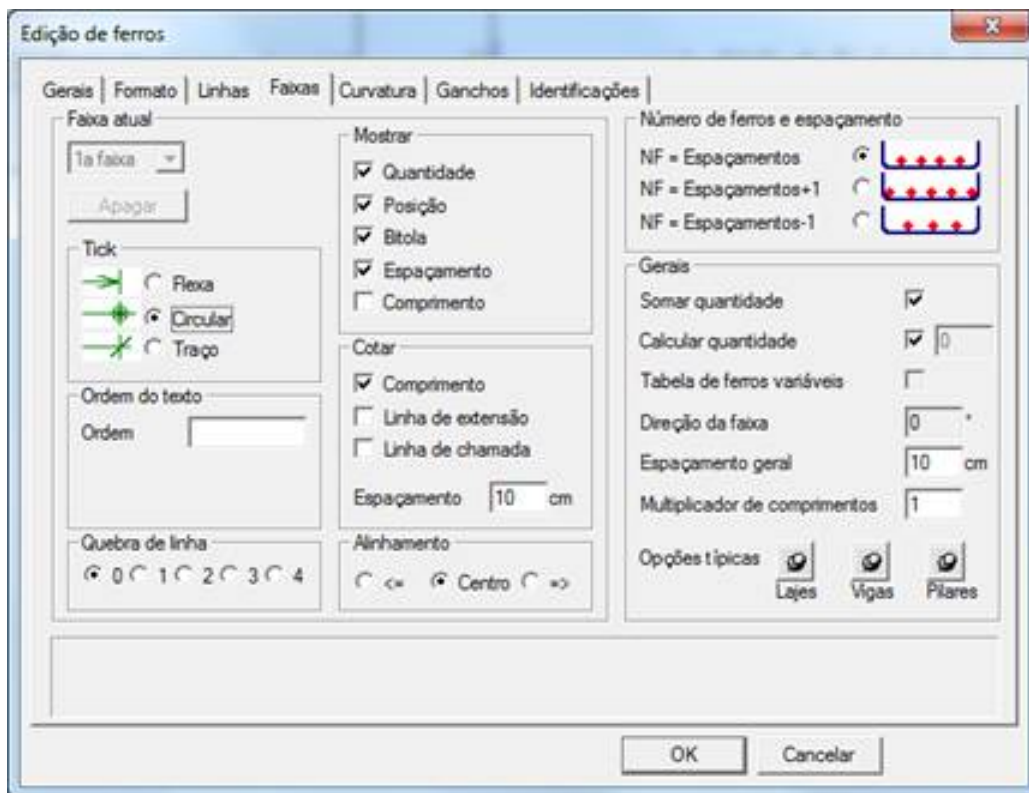 Edição de ferros
Gerais Formato Linhas Faixas Curvatura Ganchos Identificações
Faixa atual
1a faixa
Apagar
Tick
Flexa
Circular
Traço
Ordem do texto
Ordem
Quebra de linha
0 1 2 3 4
Mostrar
Quantidade
Posição
Bitola
Espaçamento
Comprimento
Cotar
Comprimento
Linha de extensão
Linha de chamada
Espaçamento 10 cm
Alinhamento
<= Centro =>
Número de ferros e espaçamento
NF = Espaçamentos
NF = Espaçamentos+1
NF = Espaçamentos-1
Gerais
Somar quantidade
Calcular quantidade 0
Tabela de ferros variáveis
Direção da faixa 0 °
Espaçamento geral 10 cm
Multiplicador de comprimentos 1
Opções típicas
Lajes Vigas Pilares
OK Cancelar